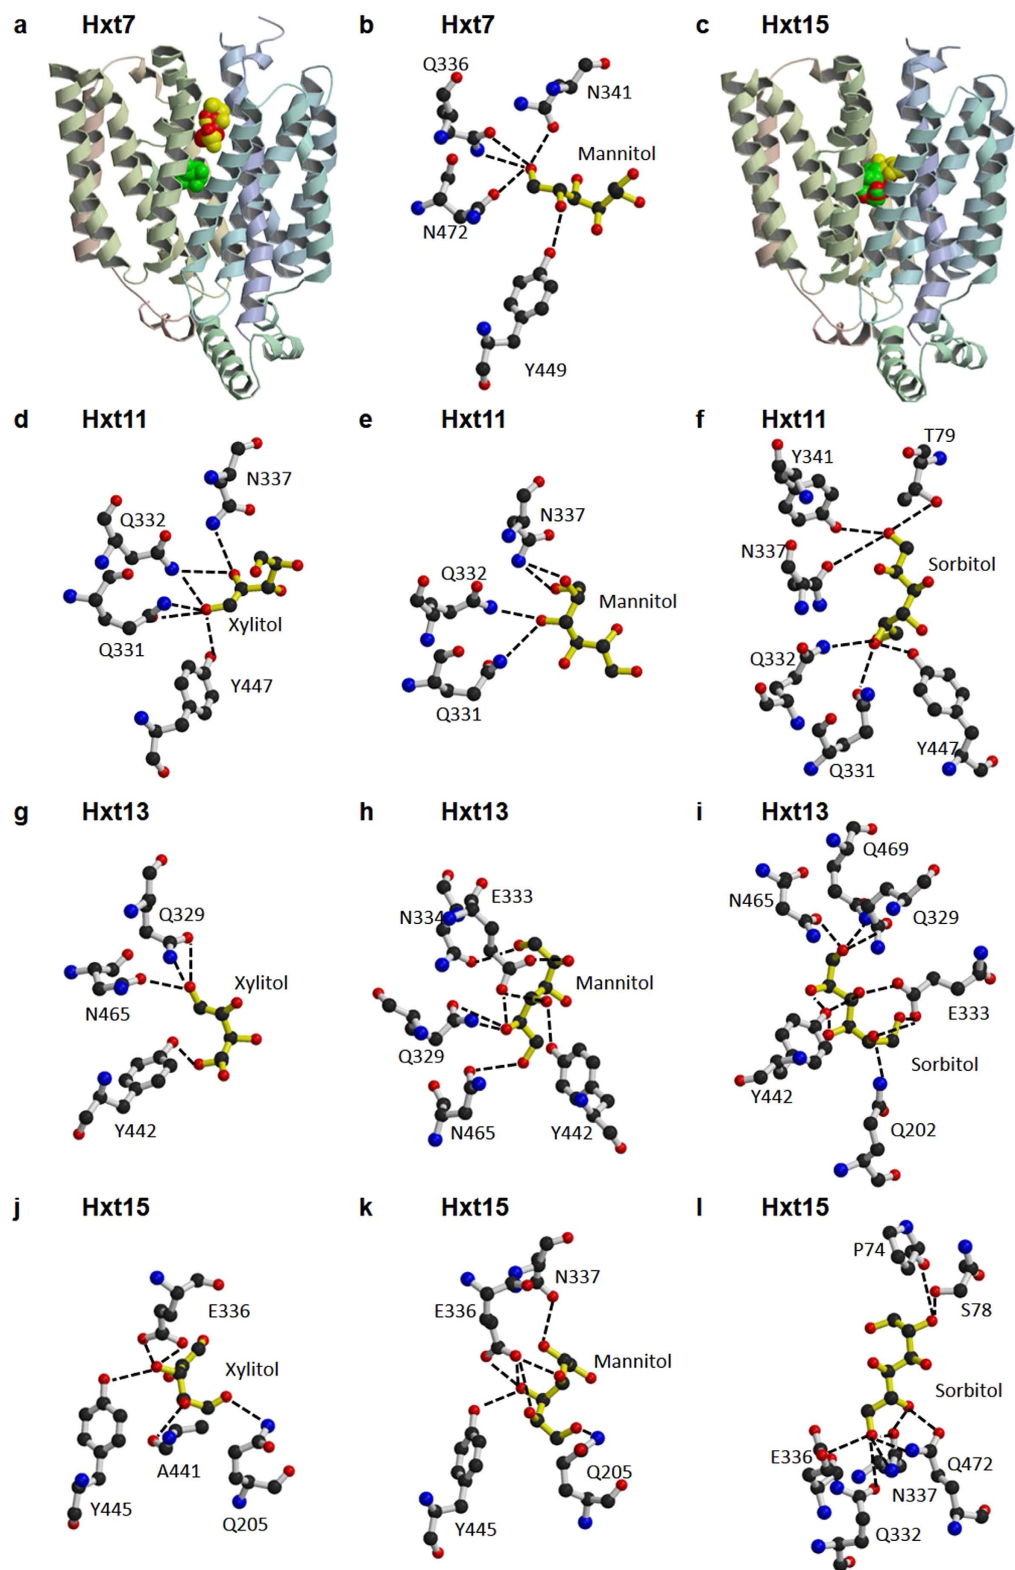 a Hxt7 b Hxt7 c Hxt15
Q336
N341
Mannitol
N472
Y449
d Hxt11 e Hxt11 f Hxt11
N337
Q332
Xylitol
Q331
Y447
N337
Q332
Mannitol
Q331
T79
Y341
N337
Sorbitol
Q332
Y447
Q331
g Hxt13 h Hxt13 i Hxt13
Q329
Xylitol
N465
Y442
E333
N334
Mannitol
Q329
N465
Y442
Q469
N465
Q329
E333
Sorbitol
Y442
Q202
j Hxt15 k Hxt15 l Hxt15
E336
Xylitol
A441
Y445
Q205
N337
E336
Mannitol
Q205
Y445
P74
S78
Sorbitol
E336
Q472
N337
Q332